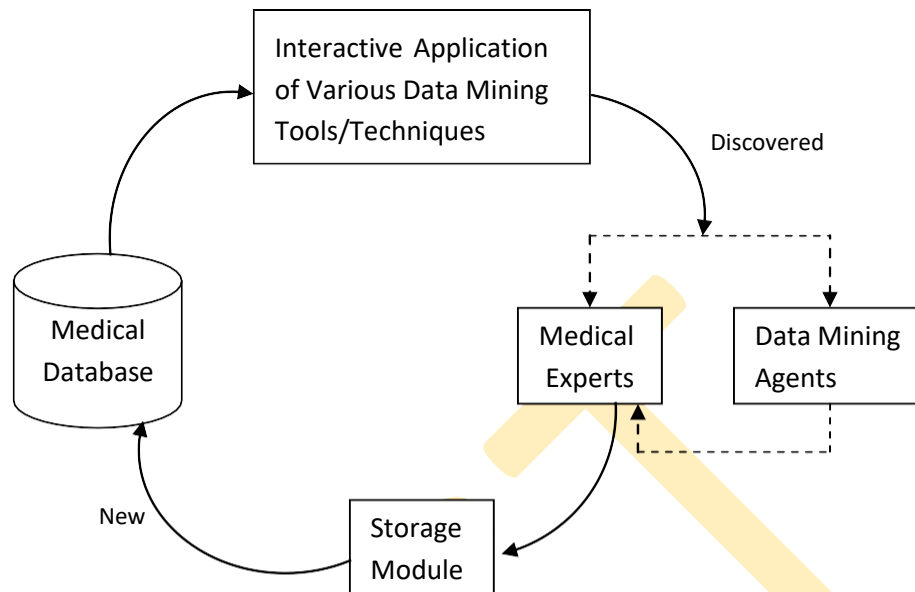 Interactive Application
of Various Data Mining
Tools/Techniques
Discovered
Medical
Database
Medical
Experts
Data Mining
Agents
New
Storage
Module